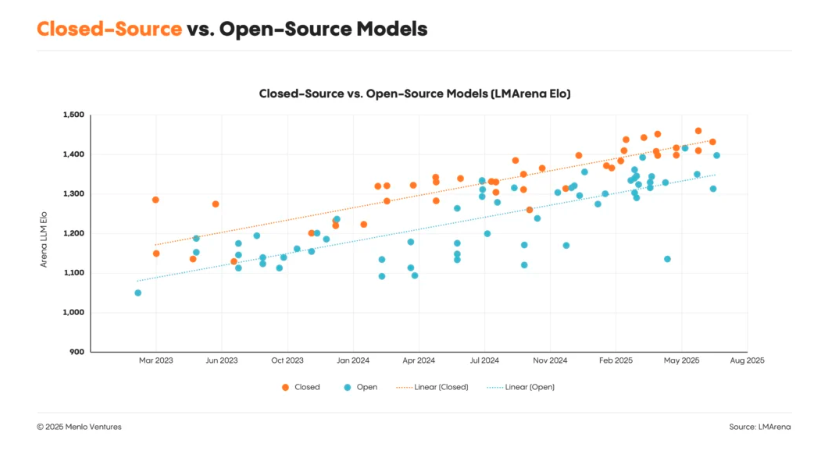 Closed-Source vs. Open-Source Models
Closed-Source vs. Open-Source Models (LMArena Elo)
1,500
1,400
1,300
1,200
1,100
1,000
900
Arena LLM Elo
Mar 2023 Jun 2023 Oct 2023 Jan 2024 Apr 2024 Jul 2024 Nov 2024 Feb 2025 May 2025 Aug 2025
Closed Open Linear (Closed) Linear (Open)
© 2025 Menlo Ventures Source: LMArena